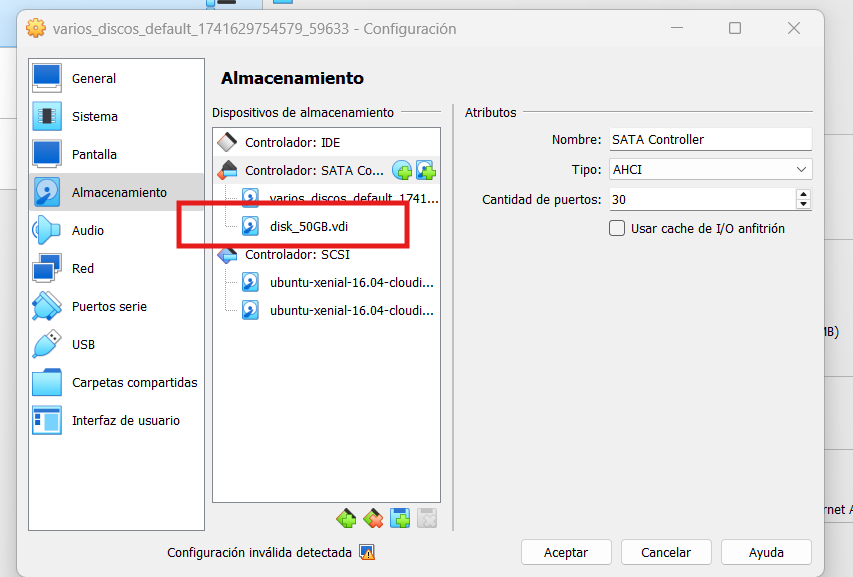 varios_discos_default_1741629754579_59633 - Configuración
General
Sistema
Pantalla
Almacenamiento
Audio
Red
Puertos serie
USB
Carpetas compartidas
Interfaz de usuario
Almacenamiento
Dispositivos de almacenamiento
Controlador: IDE
Controlador: SATA Co...
varios_discos_default_1741...
disk_50GB.vdi
Controlador: SCSI
ubuntu-xenial-16.04-cloudi...
ubuntu-xenial-16.04-cloudi...
Atributos
Nombre: SATA Controller
Tipo: AHCI
Cantidad de puertos: 30
Usar cache de I/O anfitrión
MB)
rnet A
Configuración inválida detectada
Aceptar
Cancelar
Ayuda